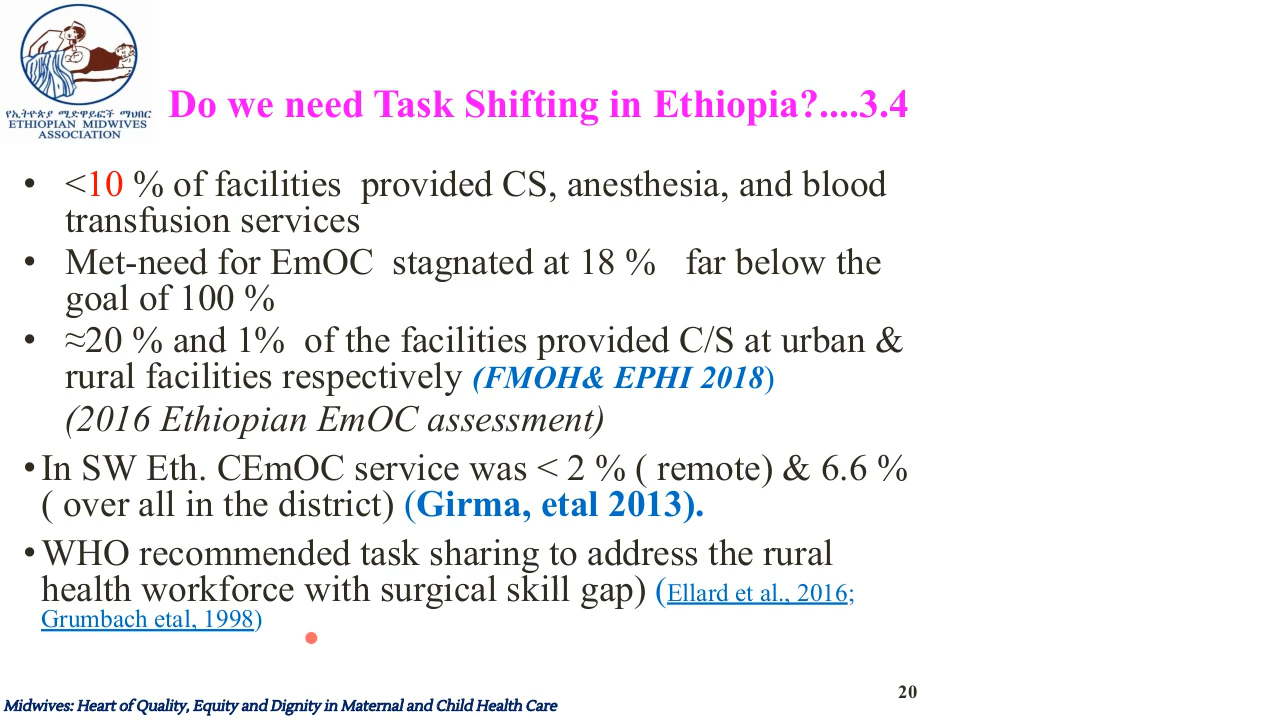 የኢትዮጵያ ሚድዋይፎች ማህበር
ETHIOPIAN MIDWIVES
ASSOCIATION
Do we need Task Shifting in Ethiopia?....3.4
• <10 % of facilities provided CS, anesthesia, and blood
transfusion services
• Met-need for EmOC stagnated at 18 % far below the
goal of 100 %
• ≈20 % and 1% of the facilities provided C/S at urban &
rural facilities respectively (FMOH& EPHI 2018)
(2016 Ethiopian EmOC assessment)
• In SW Eth. CEmOC service was < 2 % ( remote) & 6.6 %
( over all in the district) (Girma, etal 2013).
• WHO recommended task sharing to address the rural
health workforce with surgical skill gap) (Ellard et al., 2016;
Grumbach etal, 1998)
20
Midwives: Heart of Quality, Equity and Dignity in Maternal and Child Health Care